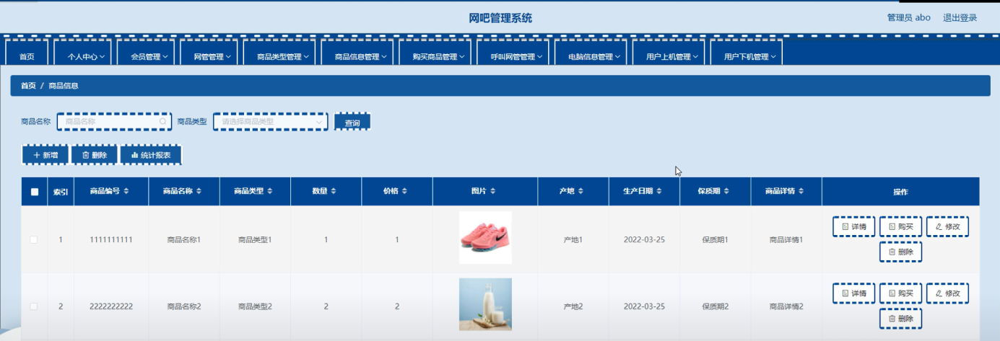 网吧管理系统
管理员 abo 退出登录
首页 个人中心 会员管理 网管管理 商品类型管理 商品信息管理 购买商品管理 呼叫网管管理 电脑信息管理 用户上机管理 用户下机管理
首页 / 商品信息
商品名称 商品名称 商品类型 请选择商品类型 查询
新增 删除 统计报表
索引 商品编号 商品名称 商品类型 数量 价格 图片 产地 生产日期 保质期 商品详情 操作
1 1111111111 商品名称1 商品类型1 1 1 产地1 2022-03-25 保质期1 商品详情1 详情 购买 修改
删除
2 2222222222 商品名称2 商品类型2 2 2 产地2 2022-03-25 保质期2 商品详情2 详情 购买 修改
删除